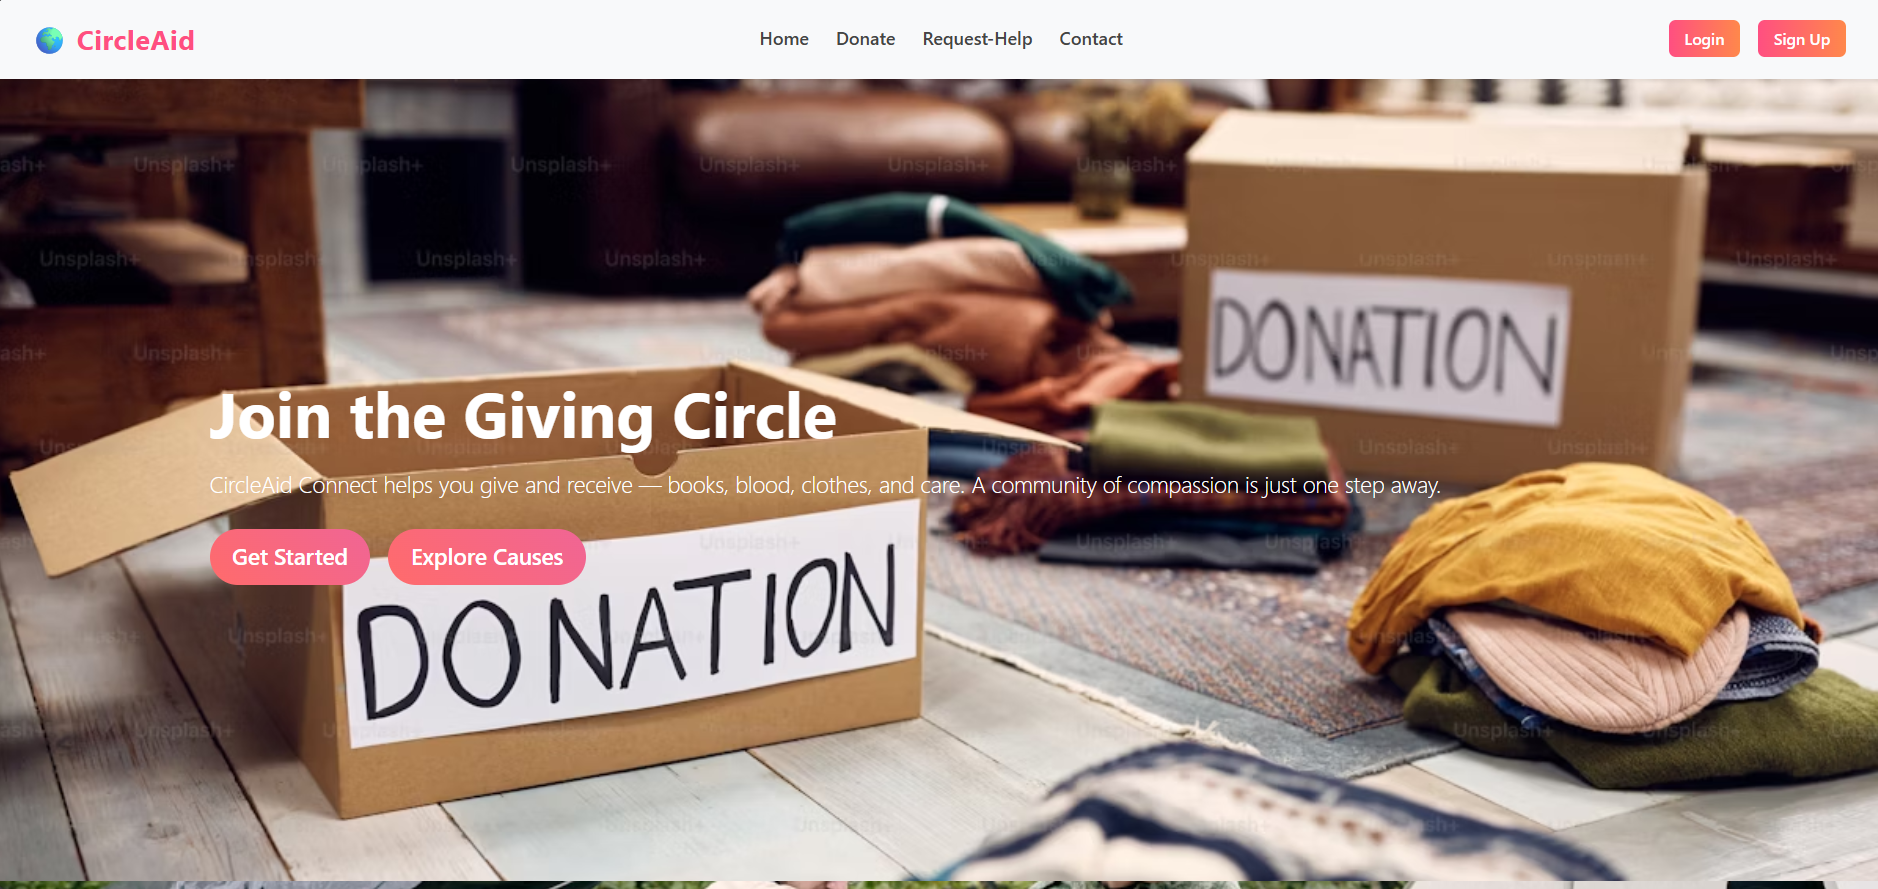 CircleAid
Home Donate Request-Help Contact
Login Sign Up
Unsplash+
DONATION
Join the Giving Circle
CircleAid Connect helps you give and receive — books, blood, clothes, and care. A community of compassion is just one step away.
Get Started Explore Causes
DONATION